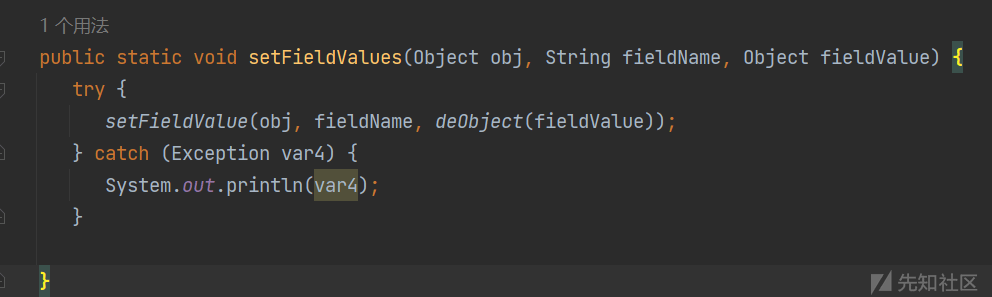 1 个用法
public static void setFieldValues(Object obj, String fieldName, Object fieldValue) {
try {
setFieldValue(obj, fieldName, deObject(fieldValue));
} catch (Exception var4) {
System.out.println(var4);
}
}
先知社区